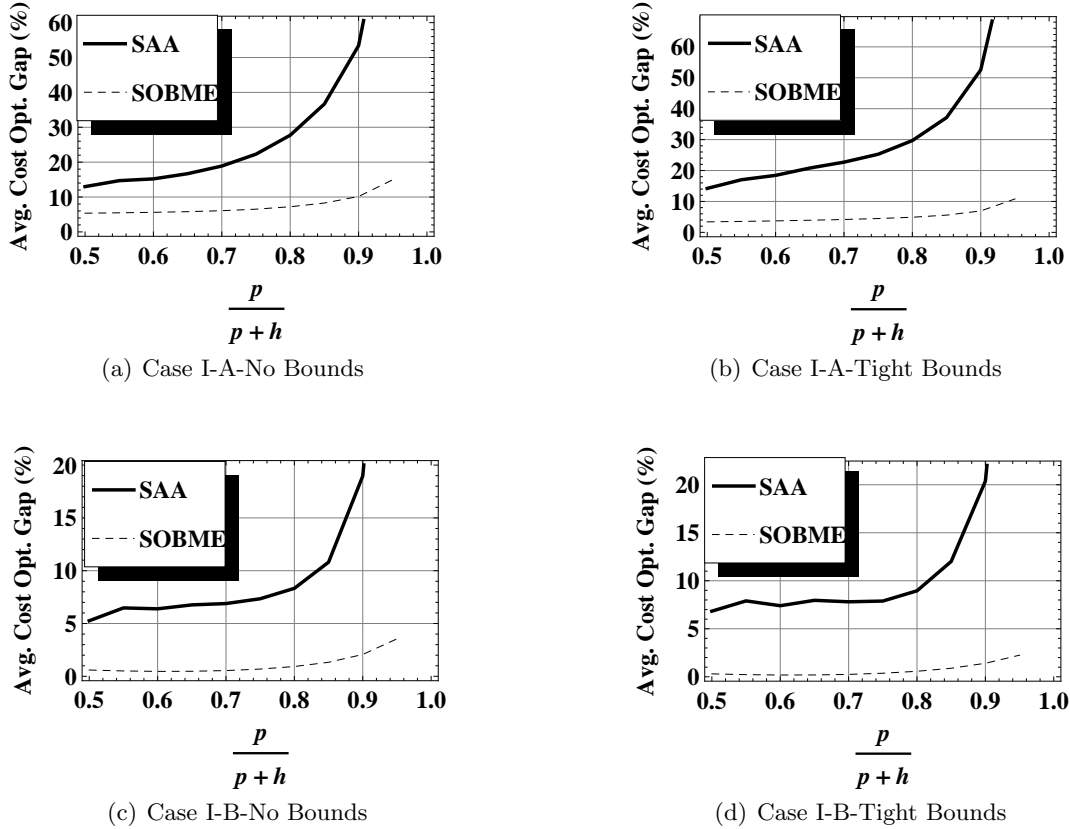 Avg. Cost Opt. Gap (%)
60
50
40
30
20
10
0
SAA
SOBME
0.5 0.6 0.7 0.8 0.9 1.0
p
p + h
(a) Case I-A-No Bounds
Avg. Cost Opt. Gap (%)
60
50
40
30
20
10
0
SAA
SOBME
0.5 0.6 0.7 0.8 0.9 1.0
p
p + h
(b) Case I-A-Tight Bounds
Avg. Cost Opt. Gap (%)
20
15
10
5
0
SAA
SOBME
0.5 0.6 0.7 0.8 0.9 1.0
p
p + h
(c) Case I-B-No Bounds
Avg. Cost Opt. Gap (%)
20
15
10
5
0
SAA
SOBME
0.5 0.6 0.7 0.8 0.9 1.0
p
p + h
(d) Case I-B-Tight Bounds